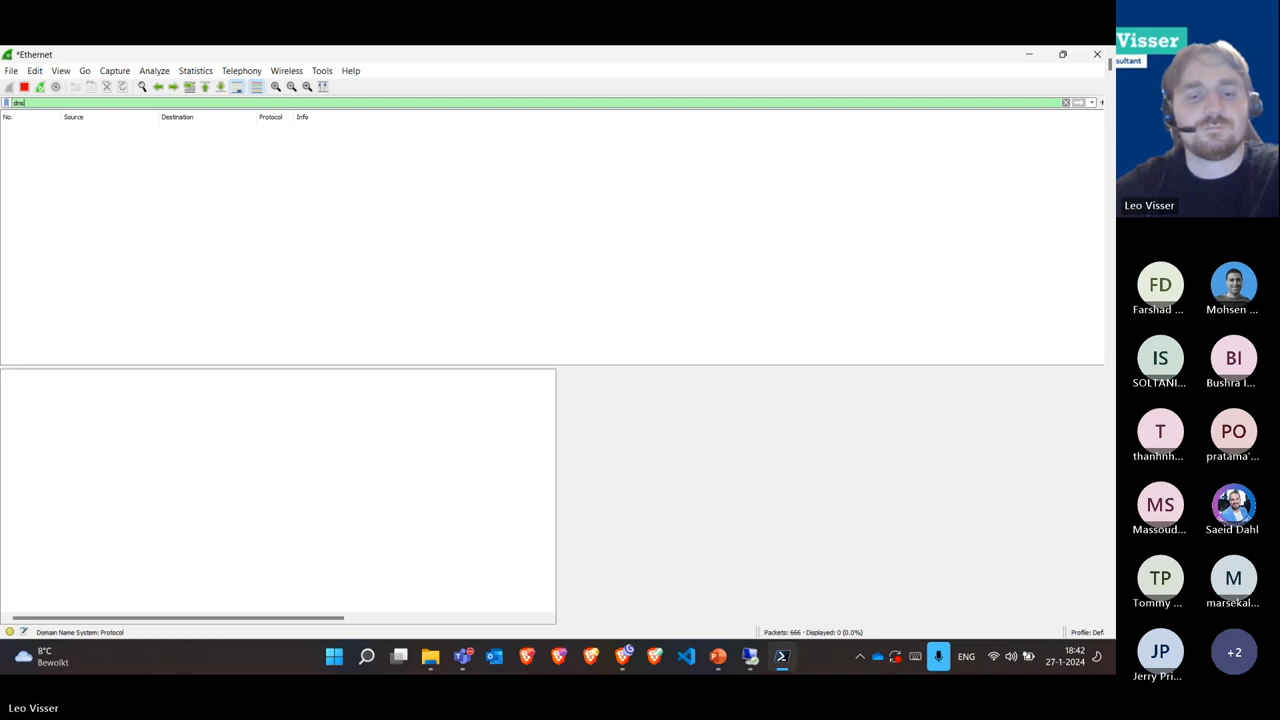 *Ethernet
File Edit View Go Capture Analyze Statistics Telephony Wireless Tools Help
dns
No. Source Destination Protocol Info
Domain Name System: Protocol
Packets: 666 · Displayed: 0 (0.0%)
Profile: Def
8°C
Bewolkt
ENG
18:42
27-1-2024
Leo Visser
Visser
sultant
Leo Visser
FD
Farshad ...
Mohsen ...
IS
SOLTANI...
BI
Bushra I...
T
thanhnh...
PO
pratama'...
MS
Massoud...
Saeid Dahl
TP
Tommy ...
M
marsekal...
JP
Jerry Pri...
+2